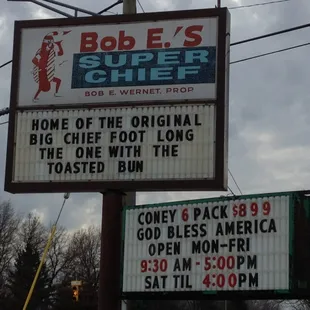 Bob E.'s
SUPER
CHIEF
BOB E. WERNET, PROP
HOME OF THE ORIGINAL
BIG CHIEF FOOT LONG
THE ONE WITH THE
TOASTED BUN
CONEY 6 PACK $8 99
GOD BLESS AMERICA
OPEN MON-FRI
9:30 AM - 5:00PM
SAT TIL 4:00PM